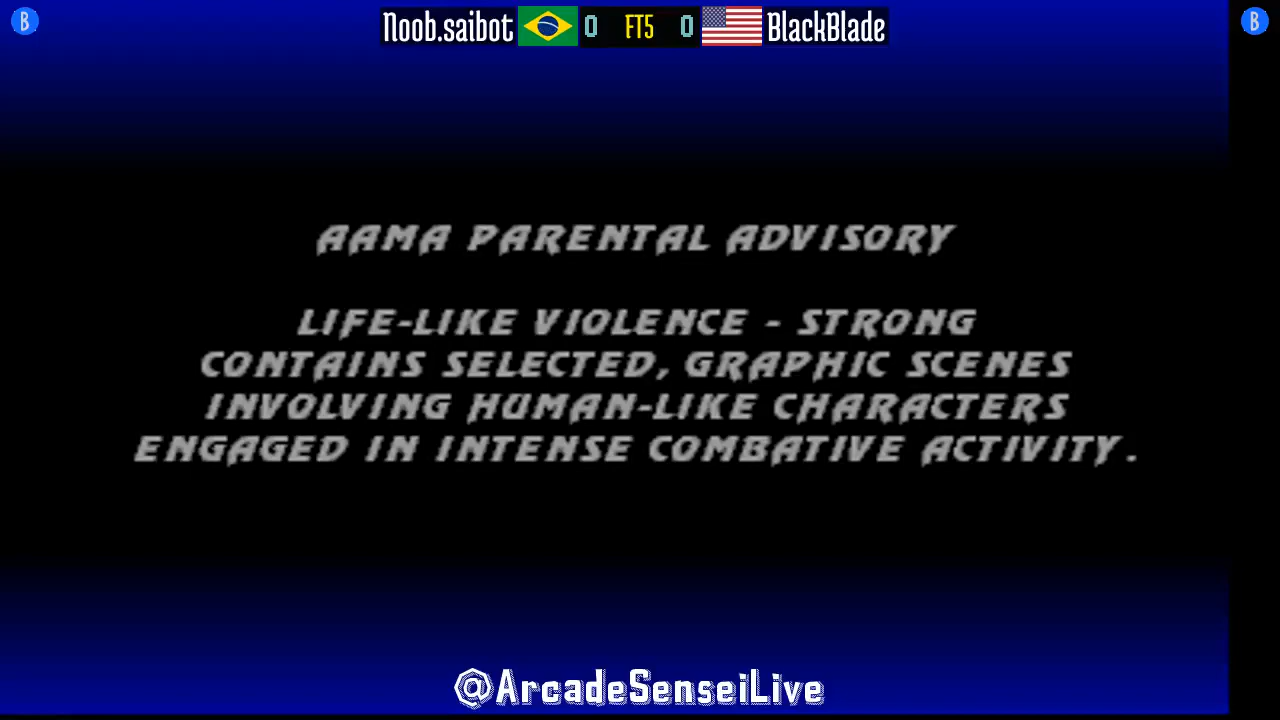 B
Noob.saibot 0 FT5 0 BlackBlade
B
AAMA PARENTAL ADVISORY
LIFE-LIKE VIOLENCE - STRONG
CONTAINS SELECTED, GRAPHIC SCENES
INVOLVING HUMAN-LIKE CHARACTERS
ENGAGED IN INTENSE COMBATIVE ACTIVITY.
@ArcadeSenseiLive